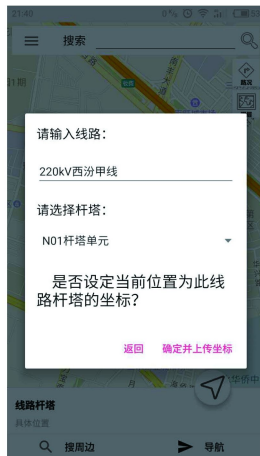 21:40
搜索
路况
请输入线路：
220kV西汾甲线
请选择杆塔：
N01杆塔单元
是否设定当前位置为此线
路杆塔的坐标？
返回 确定并上传坐标
线路杆塔
具体位置
搜周边 导航